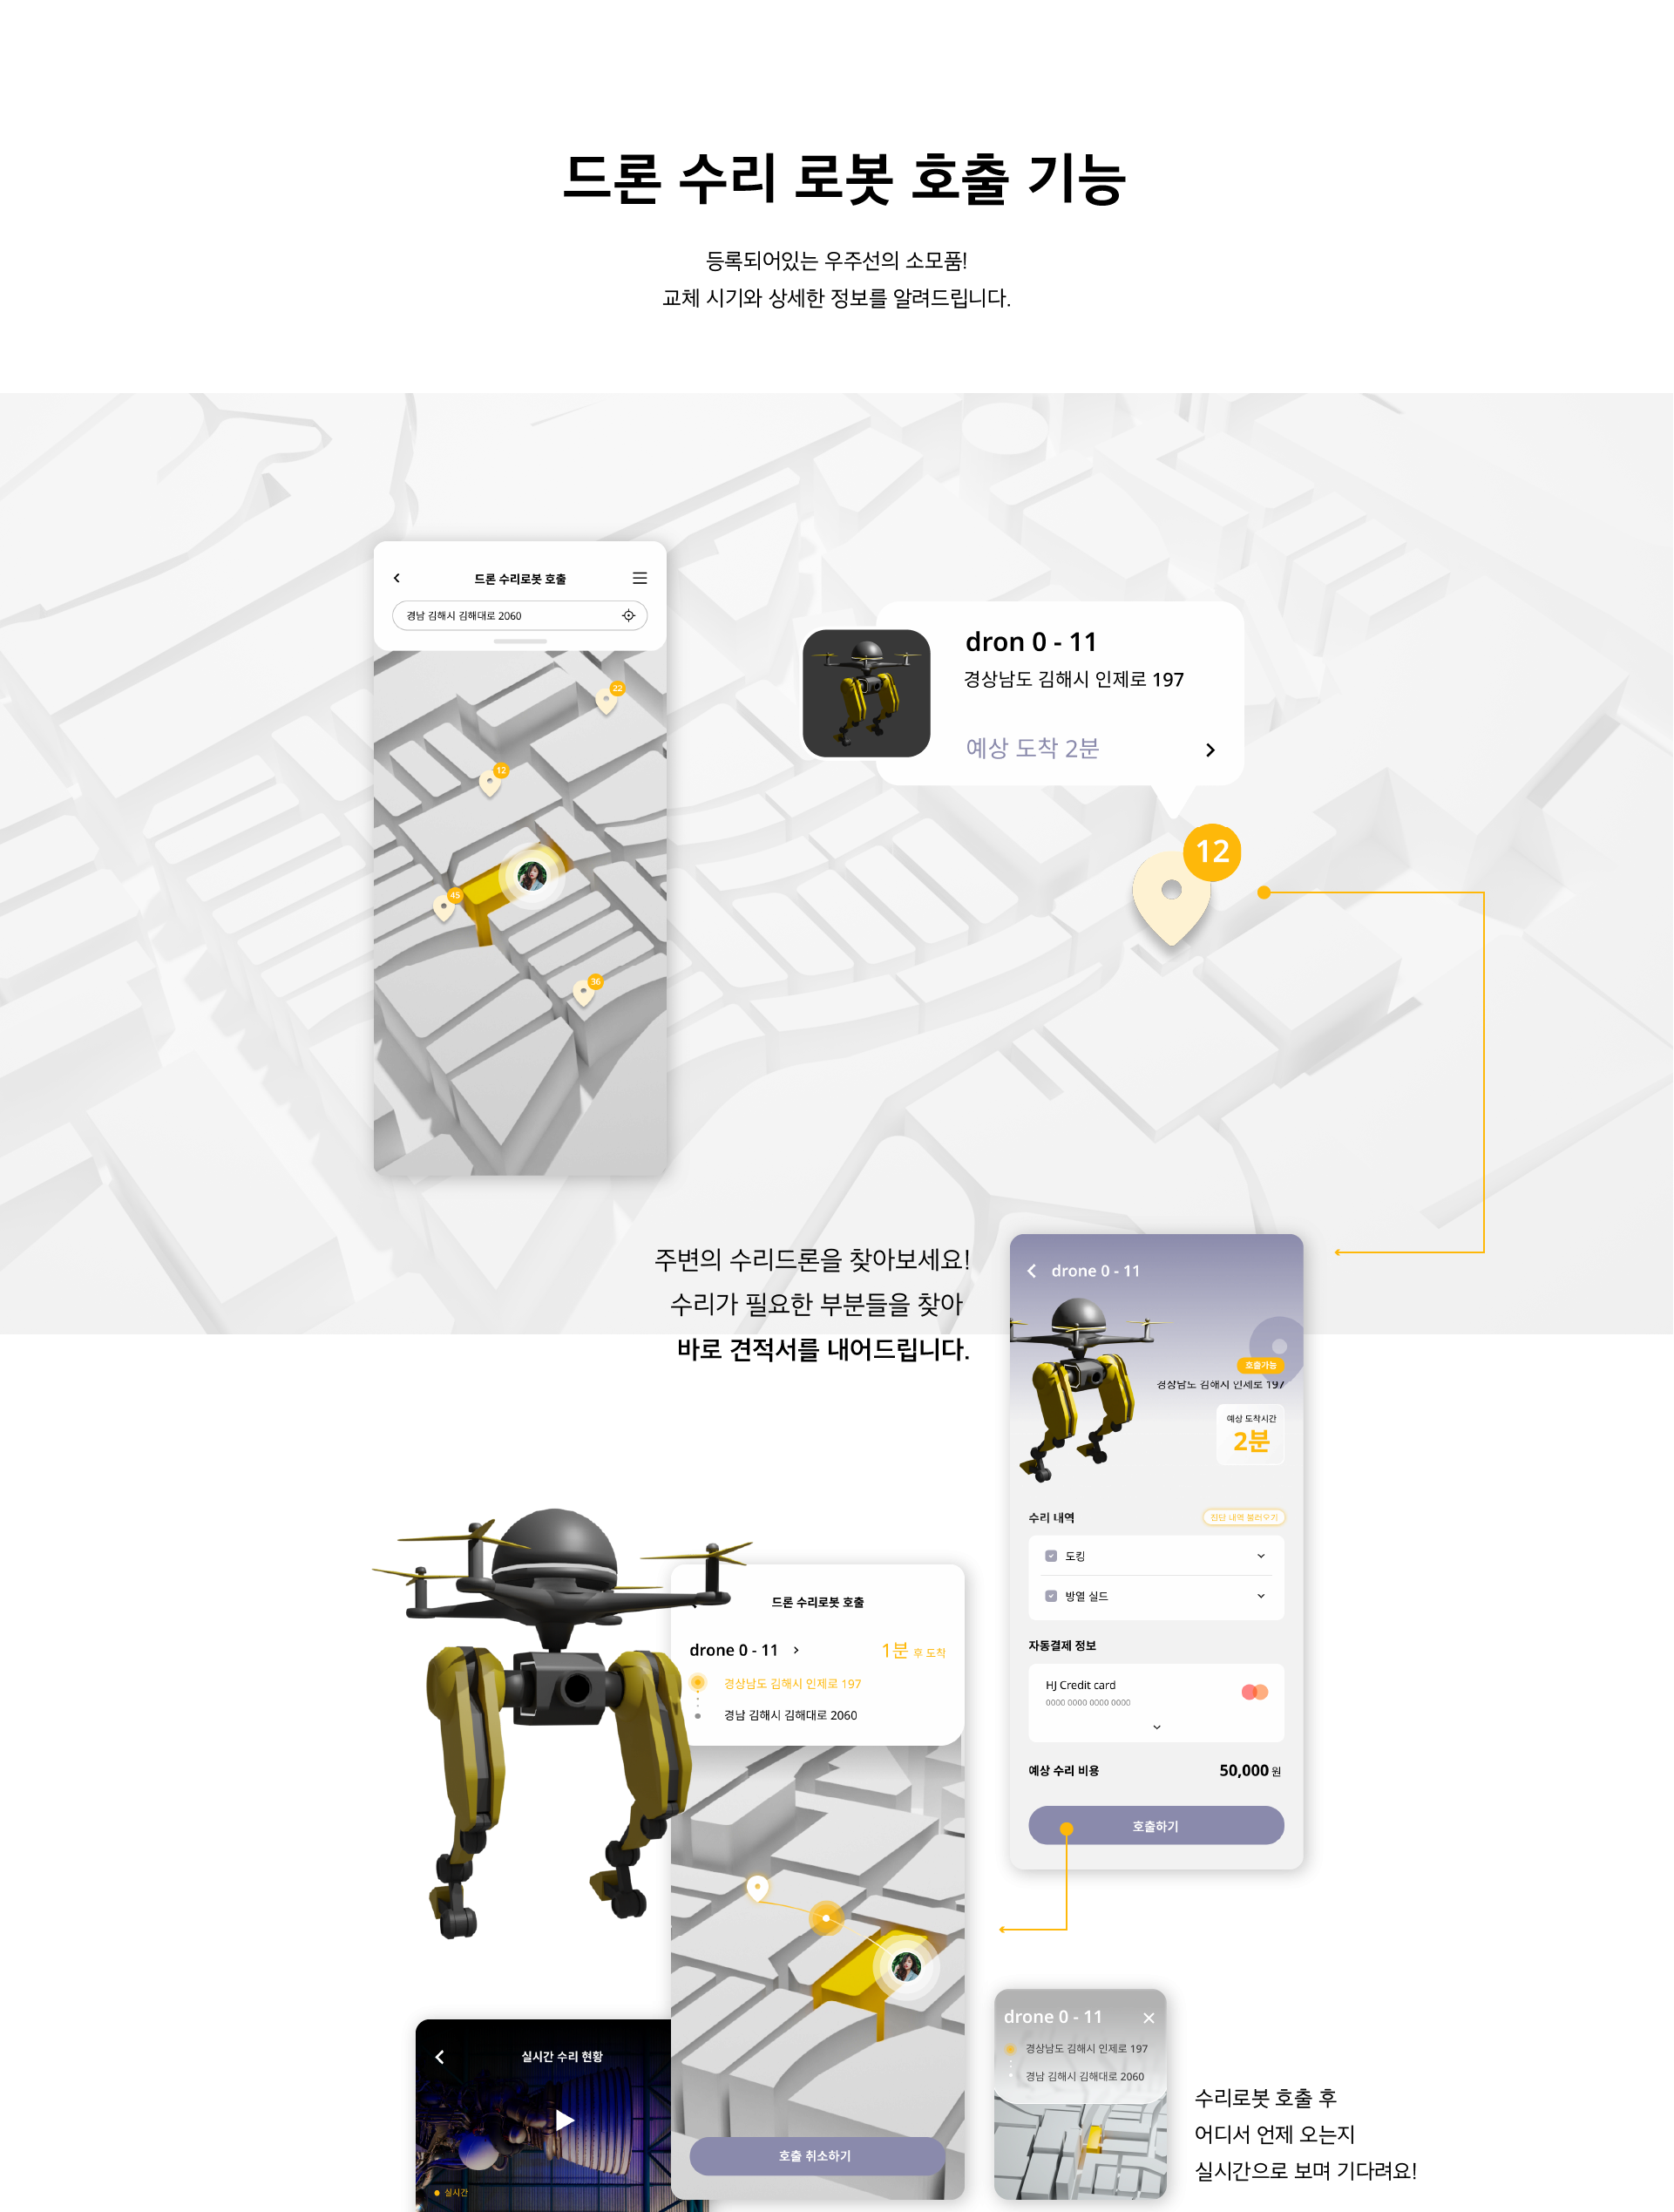 드론 수리 로봇 호출 기능
등록되어있는 우주선의 소모품!
교체 시기와 상세한 정보를 알려드립니다.
드론 수리로봇 호출
경남 김해시 김해대로 2060
22
12
45
36
dron 0 - 11
경상남도 김해시 인제로 197
예상 도착 2분
12
주변의 수리드론을 찾아보세요!
수리가 필요한 부분들을 찾아
바로 견적서를 내어드립니다.
drone 0 - 11
호출가능
경상남도 김해시 인제로 197
예상 도착시간
2분
수리 내역
진단 내역 불러오기
도킹
방열 실드
자동결제 정보
HJ Credit card
0000 0000 0000 0000
예상 수리 비용
50,000 원
호출하기
드론 수리로봇 호출
drone 0 - 11
1분 후 도착
경상남도 김해시 인제로 197
경남 김해시 김해대로 2060
호출 취소하기
실시간 수리 현황
실시간
drone 0 - 11
경상남도 김해시 인제로 197
경남 김해시 김해대로 2060
수리로봇 호출 후
어디서 언제 오는지
실시간으로 보며 기다려요!